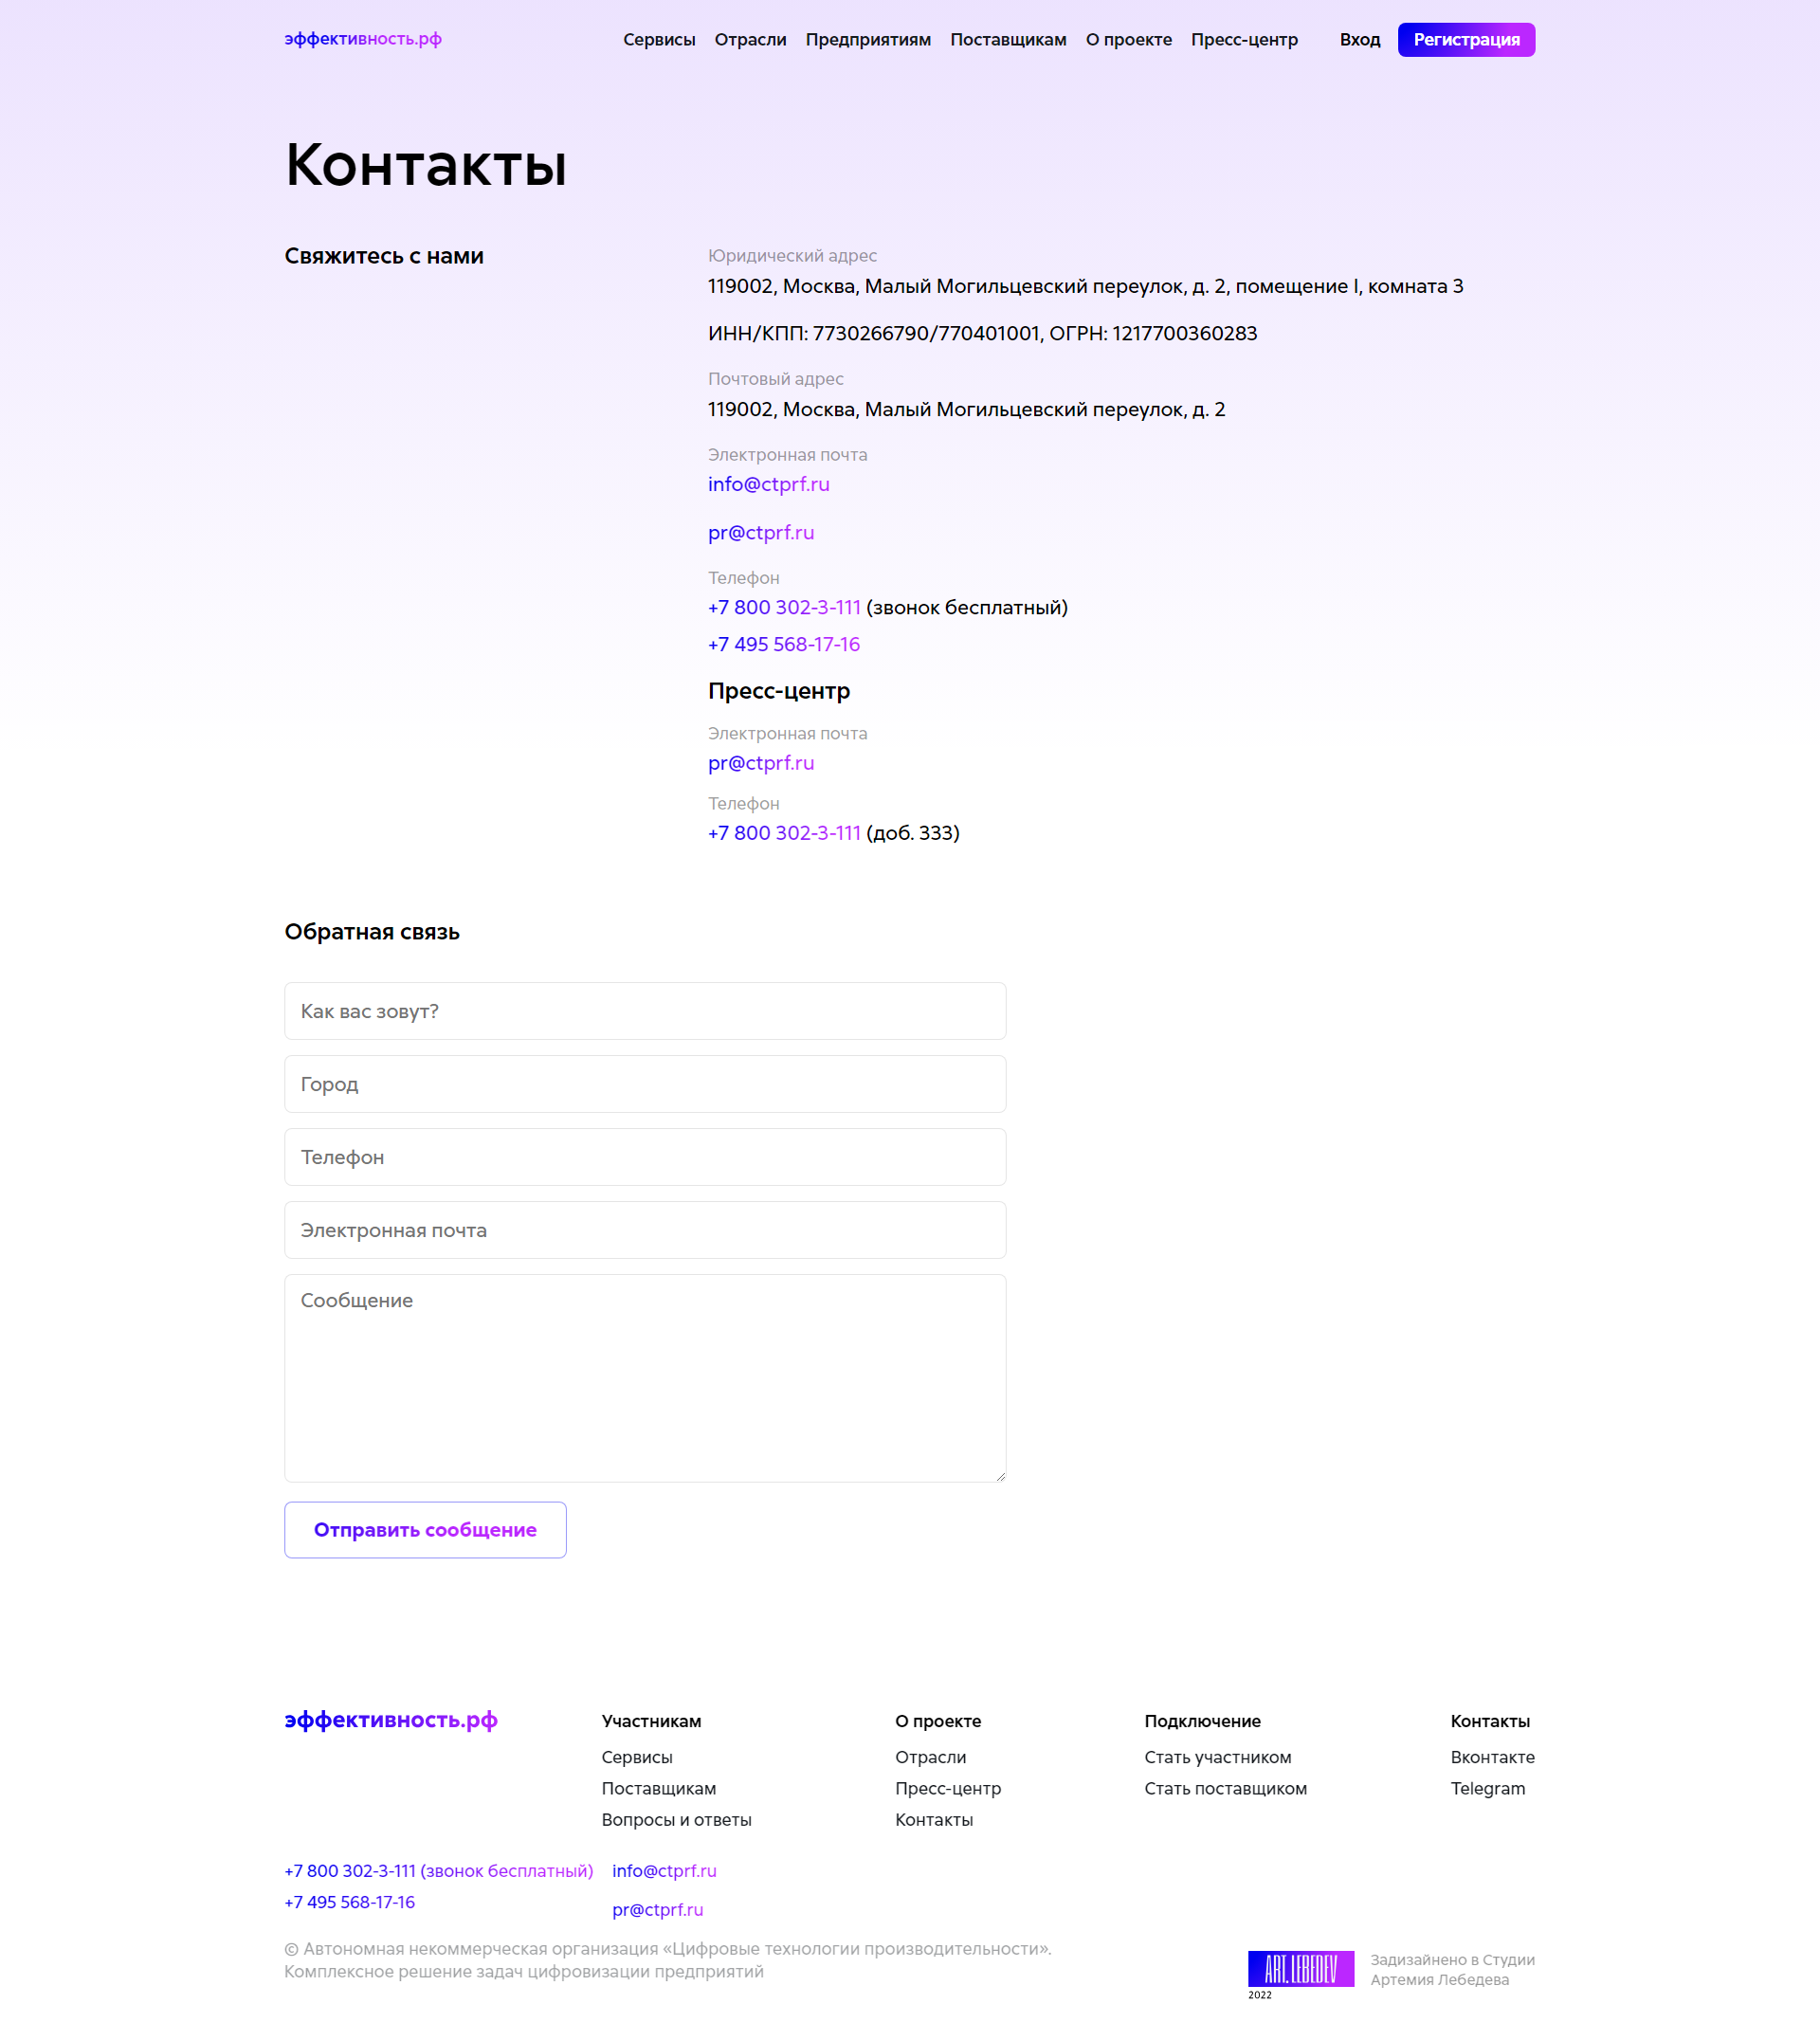 эффективность.рф
Сервисы Отрасли Предприятиям Поставщикам О проекте Пресс-центр Вход Регистрация
Контакты
Свяжитесь с нами
Юридический адрес
119002, Москва, Малый Могильцевский переулок, д. 2, помещение I, комната 3
ИНН/КПП: 7730266790/770401001, ОГРН: 1217700360283
Почтовый адрес
119002, Москва, Малый Могильцевский переулок, д. 2
Электронная почта
info@ctprf.ru
pr@ctprf.ru
Телефон
+7 800 302-3-111 (звонок бесплатный)
+7 495 568-17-16
Пресс-центр
Электронная почта
pr@ctprf.ru
Телефон
+7 800 302-3-111 (доб. 333)
Обратная связь
Как вас зовут?
Город
Телефон
Электронная почта
Сообщение
Отправить сообщение
эффективность.рф
Участникам
Сервисы
Поставщикам
Вопросы и ответы
О проекте
Отрасли
Пресс-центр
Контакты
Подключение
Стать участником
Стать поставщиком
Контакты
Вконтакте
Telegram
+7 800 302-3-111 (звонок бесплатный)
+7 495 568-17-16
info@ctprf.ru
pr@ctprf.ru
© Автономная некоммерческая организация «Цифровые технологии производительности».
Комплексное решение задач цифровизации предприятий
ART. LEBEDEV
2022
Задизайнено в Студии
Артемия Лебедева